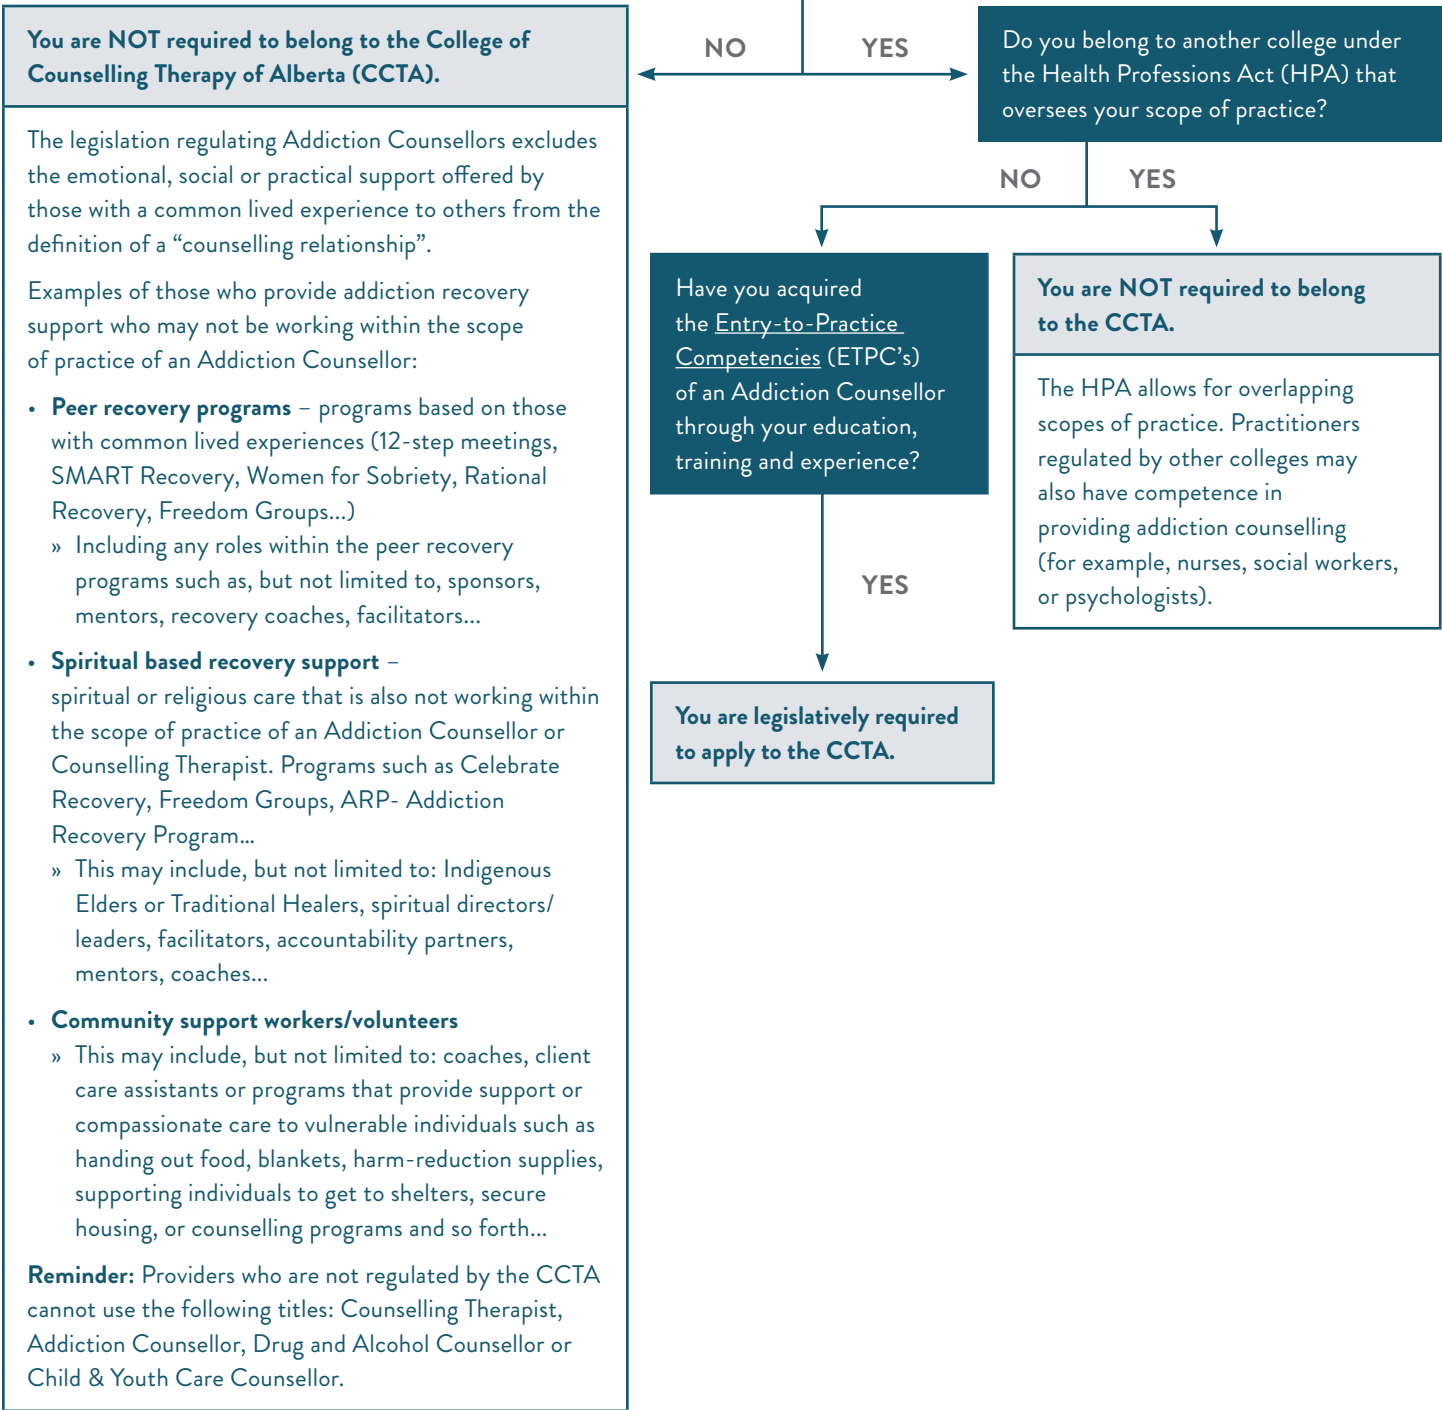 You are NOT required to belong to the College of
Counselling Therapy of Alberta (CCTA).
The legislation regulating Addiction Counsellors excludes
the emotional, social or practical support offered by
those with a common lived experience to others from the
definition of a “counselling relationship”.
Examples of those who provide addiction recovery
support who may not be working within the scope
of practice of an Addiction Counsellor:
• Peer recovery programs – programs based on those
with common lived experiences (12-step meetings,
SMART Recovery, Women for Sobriety, Rational
Recovery, Freedom Groups...)
» Including any roles within the peer recovery
programs such as, but not limited to, sponsors,
mentors, recovery coaches, facilitators...
• Spiritual based recovery support –
spiritual or religious care that is also not working within
the scope of practice of an Addiction Counsellor or
Counselling Therapist. Programs such as Celebrate
Recovery, Freedom Groups, ARP- Addiction
Recovery Program...
» This may include, but not limited to: Indigenous
Elders or Traditional Healers, spiritual directors/
leaders, facilitators, accountability partners,
mentors, coaches...
• Community support workers/volunteers
» This may include, but not limited to: coaches, client
care assistants or programs that provide support or
compassionate care to vulnerable individuals such as
handing out food, blankets, harm-reduction supplies,
supporting individuals to get to shelters, secure
housing, or counselling programs and so forth...
Reminder: Providers who are not regulated by the CCTA
cannot use the following titles: Counselling Therapist,
Addiction Counsellor, Drug and Alcohol Counsellor or
Child & Youth Care Counsellor.
NO
YES
Do you belong to another college under
the Health Professions Act (HPA) that
oversees your scope of practice?
NO
YES
Have you acquired
the Entry-to-Practice
Competencies (ETPC’s)
of an Addiction Counsellor
through your education,
training and experience?
YES
You are legislatively required
to apply to the CCTA.
You are NOT required to belong
to the CCTA.
The HPA allows for overlapping
scopes of practice. Practitioners
regulated by other colleges may
also have competence in
providing addiction counselling
(for example, nurses, social workers,
or psychologists).